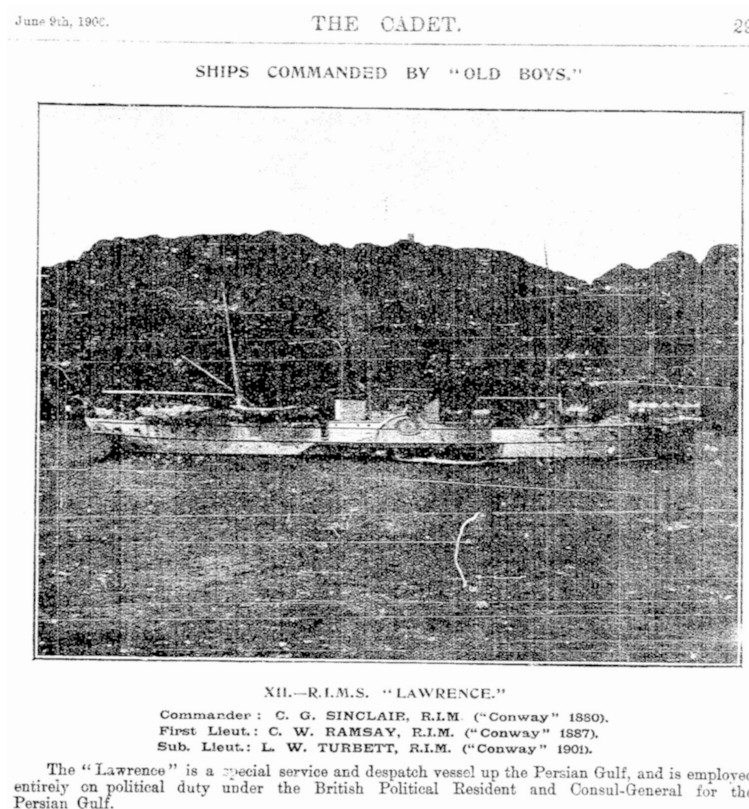 June 9th, 1906.
THE CADET.
29
SHIPS COMMANDED BY "OLD BOYS."
XII.—R.I.M.S. "LAWRENCE."
Commander: C. G. SINCLAIR, R.I.M. ("Conway" 1880).
First Lieut.: C. W. RAMSAY, R.I.M. ("Conway" 1887).
Sub. Lieut.: L. W. TURBETT, R.I.M. ("Conway" 1901).
The "Lawrence" is a special service and despatch vessel up the Persian Gulf, and is employed
entirely on political duty under the British Political Resident and Consul-General for the
Persian Gulf.